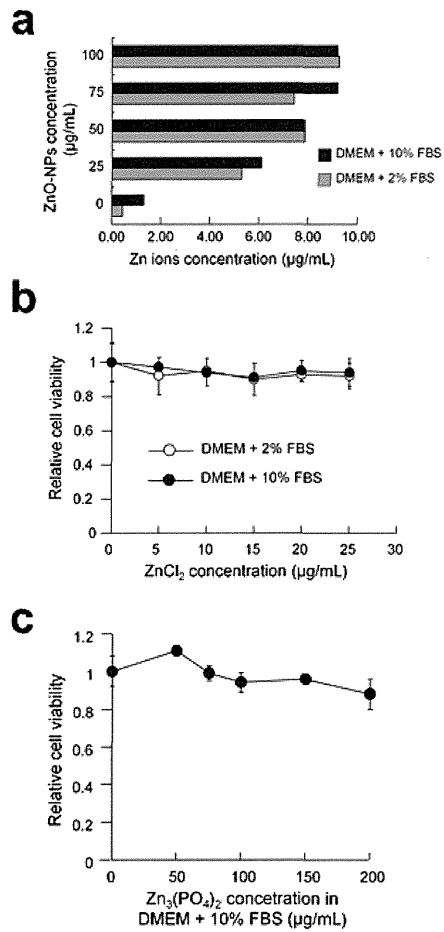 a
ZnO-NPs concentration
(µg/mL)
100
75
50
25
0
DMEM + 10% FBS
DMEM + 2% FBS
0.00 2.00 4.00 6.00 8.00 10.00
Zn ions concentration (µg/mL)
b
Relative cell viability
1.2
1
0.8
0.6
0.4
0.2
0
DMEM + 2% FBS
DMEM + 10% FBS
0 5 10 15 20 25 30
ZnCl₂ concentration (µg/mL)
c
Relative cell viability
1.2
1
0.8
0.6
0.4
0.2
0
0 50 100 150 200
Zn₃(PO₄)₂ concetration in
DMEM + 10% FBS (µg/mL)